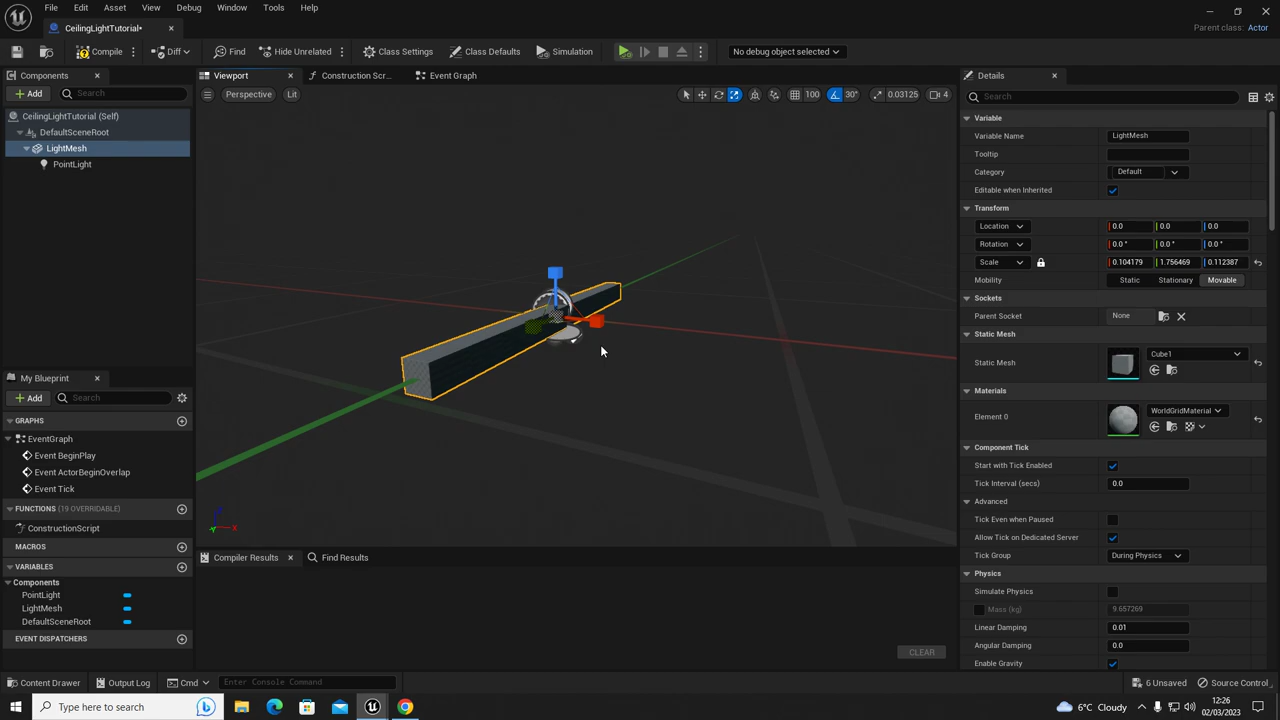 File Edit Asset View Debug Window Tools Help
CeilingLightTutorial*
Parent class: Actor
Compile Diff Find Hide Unrelated Class Settings Class Defaults Simulation No debug object selected
Components
Viewport Construction Scr... Event Graph
Details
Add Search
Perspective Lit 100 30° 0.03125 4
Search
CeilingLightTutorial (Self)
DefaultSceneRoot
LightMesh
PointLight
My Blueprint
Add Search
GRAPHS
EventGraph
Event BeginPlay
Event ActorBeginOverlap
Event Tick
FUNCTIONS (19 OVERRIDABLE)
ConstructionScript
MACROS
VARIABLES
Components
PointLight
LightMesh
DefaultSceneRoot
EVENT DISPATCHERS
Compiler Results Find Results
CLEAR
Variable
Variable Name LightMesh
Tooltip
Category Default
Editable when Inherited
Transform
Location 0.0 0.0 0.0
Rotation 0.0 ° 0.0 ° 0.0 °
Scale 0.104179 1.756469 0.112387
Mobility Static Stationary Movable
Sockets
Parent Socket None
Static Mesh
Static Mesh Cube1
Materials
Element 0 WorldGridMaterial
Component Tick
Start with Tick Enabled
Tick Interval (secs) 0.0
Advanced
Tick Even when Paused
Allow Tick on Dedicated Server
Tick Group During Physics
Physics
Simulate Physics
Mass (kg) 9.657269
Linear Damping 0.01
Angular Damping 0.0
Enable Gravity
Content Drawer Output Log Cmd Enter Console Command 6 Unsaved Source Control
Type here to search 6°C Cloudy 12:26
02/03/2023